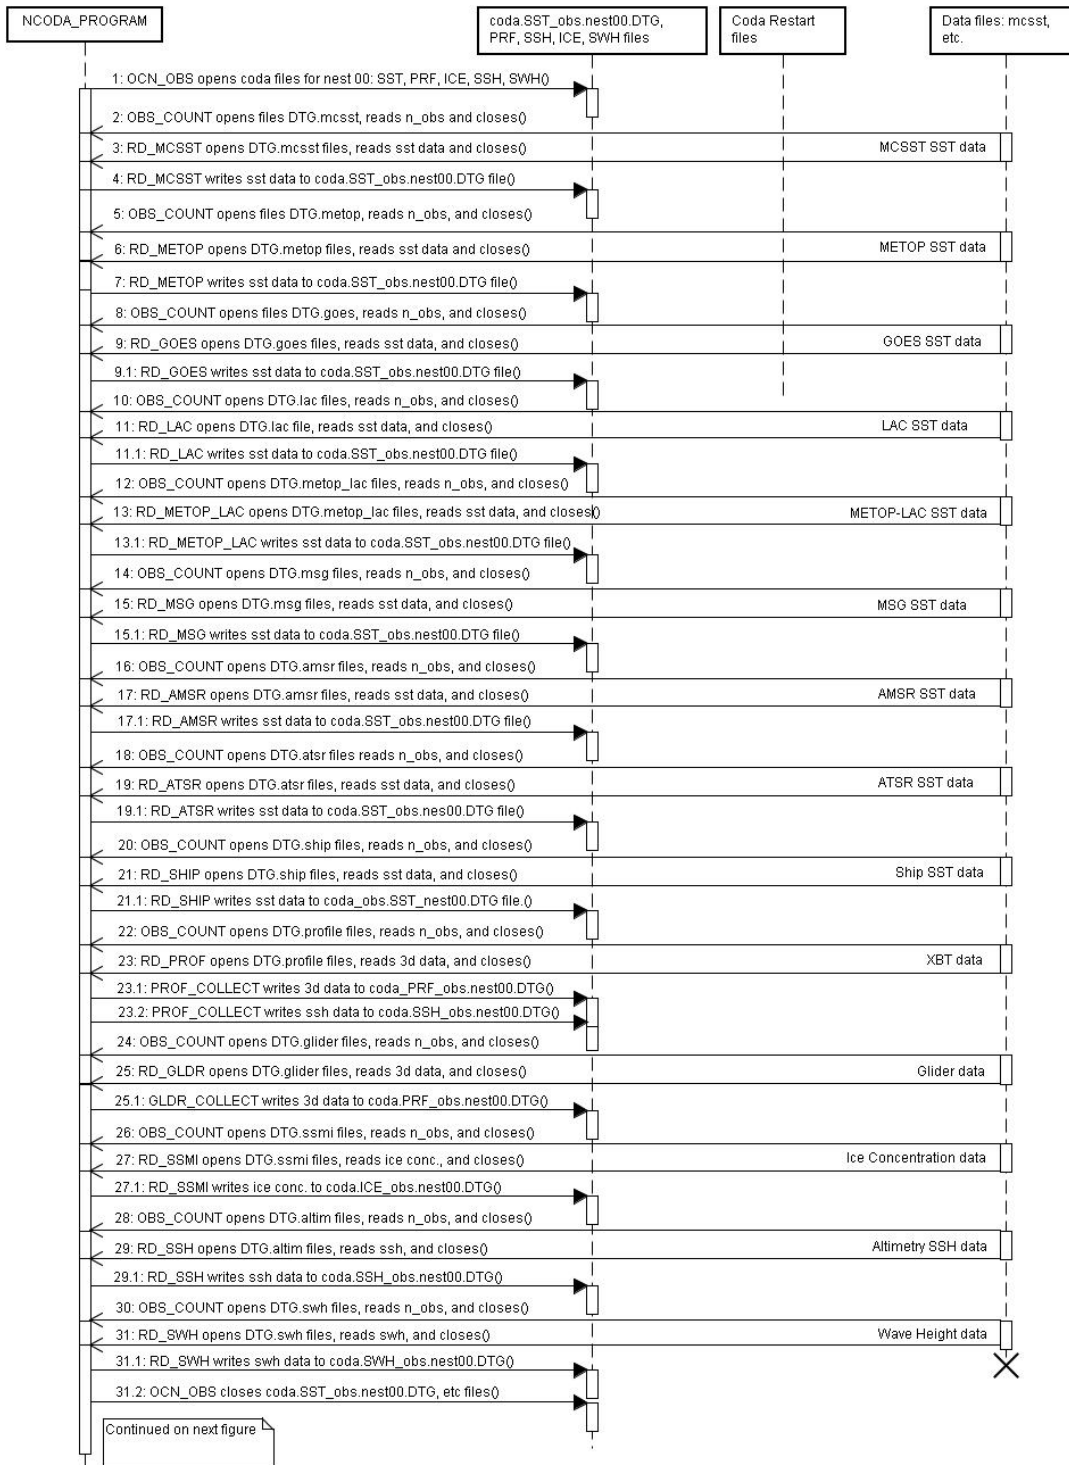 NCODA_PROGRAM
coda.SST_obs.nest00.DTG,
PRF, SSH, ICE, SWH files
Coda Restart
files
Data files: mcsst,
etc.
1: OCN_OBS opens coda files for nest 00: SST, PRF, ICE, SSH, SWH()
2: OBS_COUNT opens files DTG.mcsst, reads n_obs and closes()
3: RD_MCSST opens DTG.mcsst files, reads sst data and closes()
MCSST SST data
4: RD_MCSST writes sst data to coda.SST_obs.nest00.DTG file()
5: OBS_COUNT opens files DTG.metop, reads n_obs, and closes()
6: RD_METOP opens DTG.metop files, reads sst data and closes()
METOP SST data
7: RD_METOP writes sst data to coda.SST_obs.nest00.DTG file()
8: OBS_COUNT opens files DTG.goes, reads n_obs, and closes()
9: RD_GOES opens DTG.goes files, reads sst data, and closes()
GOES SST data
9.1: RD_GOES writes sst data to coda.SST_obs.nest00.DTG file()
10: OBS_COUNT opens DTG.lac files, reads n_obs, and closes()
11: RD_LAC opens DTG.lac file, reads sst data, and closes()
LAC SST data
11.1: RD_LAC writes sst data to coda.SST_obs.nest00.DTG file()
12: OBS_COUNT opens DTG.metop_lac files, reads n_obs, and closes()
13: RD_METOP_LAC opens DTG.metop_lac files, reads sst data, and closes()
METOP-LAC SST data
13.1: RD_METOP_LAC writes sst data to coda.SST_obs.nest00.DTG file()
14: OBS_COUNT opens DTG.msg files, reads n_obs, and closes()
15: RD_MSG opens DTG.msg files, reads sst data, and closes()
MSG SST data
15.1: RD_MSG writes sst data to coda.SST_obs.nest00.DTG file()
16: OBS_COUNT opens DTG.amsr files, reads n_obs, and closes()
17: RD_AMSR opens DTG.amsr files, reads sst data, and closes()
AMSR SST data
17.1: RD_AMSR writes sst data to coda.SST_obs.nest00.DTG file()
18: OBS_COUNT opens DTG.atsr files reads n_obs, and closes()
19: RD_ATSR opens DTG.atsr files, reads sst data, and closes()
ATSR SST data
19.1: RD_ATSR writes sst data to coda.SST_obs.nes00.DTG file()
20: OBS_COUNT opens DTG.ship files, reads n_obs, and closes()
21: RD_SHIP opens DTG.ship files, reads sst data, and closes()
Ship SST data
21.1: RD_SHIP writes sst data to coda_obs.SST_nest00.DTG file.()
22: OBS_COUNT opens DTG.profile files, reads n_obs, and closes()
23: RD_PROF opens DTG.profile files, reads 3d data, and closes()
XBT data
23.1: PROF_COLLECT writes 3d data to coda_PRF_obs.nest00.DTG()
23.2: PROF_COLLECT writes ssh data to coda.SSH_obs.nest00.DTG()
24: OBS_COUNT opens DTG.glider files, reads n_obs, and closes()
25: RD_GLDR opens DTG.glider files, reads 3d data, and closes()
Glider data
25.1: GLDR_COLLECT writes 3d data to coda.PRF_obs.nest00.DTG()
26: OBS_COUNT opens DTG.ssmi files, reads n_obs, and closes()
27: RD_SSMI opens DTG.ssmi files, reads ice conc., and closes()
Ice Concentration data
27.1: RD_SSMI writes ice conc. to coda.ICE_obs.nest00.DTG()
28: OBS_COUNT opens DTG.altim files, reads n_obs, and closes()
29: RD_SSH opens DTG.altim files, reads ssh, and closes()
Altimetry SSH data
29.1: RD_SSH writes ssh data to coda.SSH_obs.nest00.DTG()
30: OBS_COUNT opens DTG.swh files, reads n_obs, and closes()
31: RD_SWH opens DTG.swh files, reads swh, and closes()
Wave Height data
31.1: RD_SWH writes swh data to coda.SWH_obs.nest00.DTG()
31.2: OCN_OBS closes coda.SST_obs.nest00.DTG, etc files()
Continued on next figure